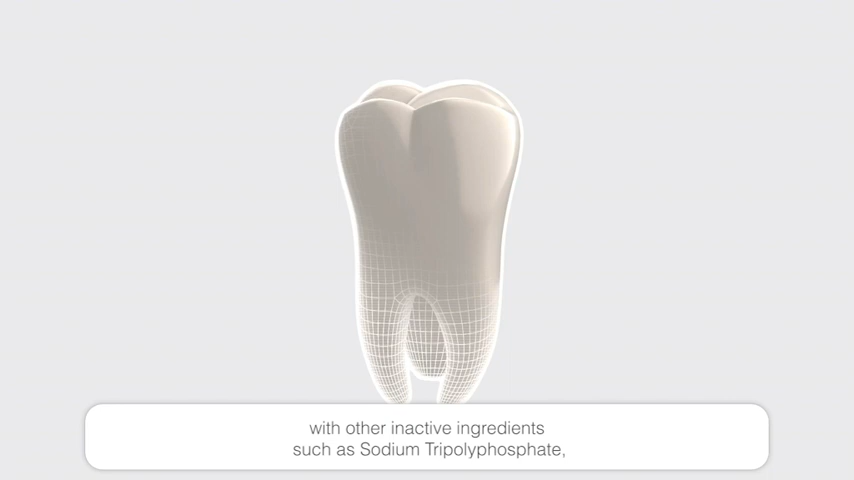 with other inactive ingredients
such as Sodium Tripolyphosphate,